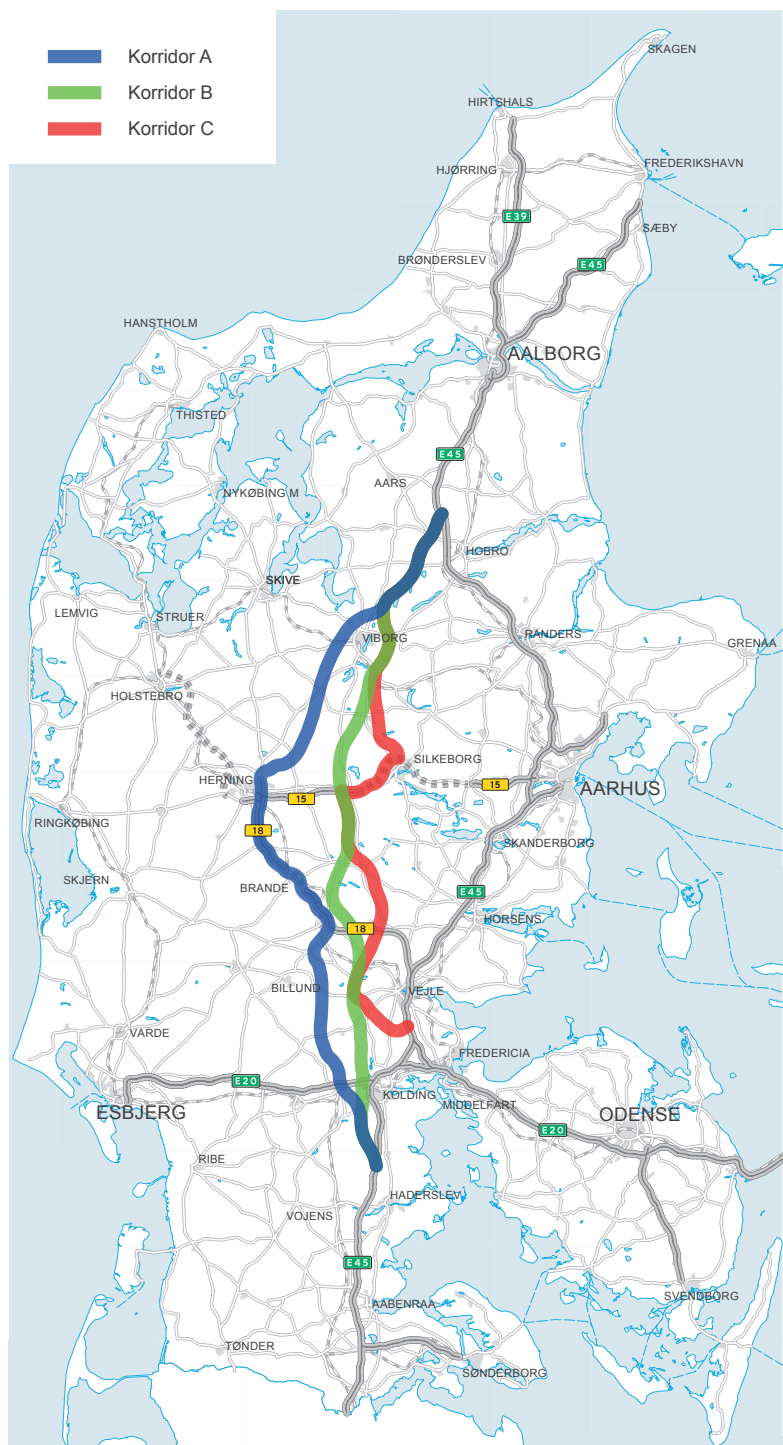 Korridor A
Korridor B
Korridor C
SKAGEN
HIRTSHALS
HJØRRING
FREDERIKSHAVN
E39
SÆBY
BRØNDERSLEV
E45
HANSTHOLM
AALBORG
THISTED
E45
AARS
NYKØBING M
HOBRO
SKIVE
LEMVIG
STRUER
RANDERS
VIBORG
GRENAA
HOLSTEBRO
SILKEBORG
HERNING
15
15
AARHUS
RINGKØBING
18
SKANDERBORG
SKJERN
BRANDE
E45
HORSENS
18
BILLUND
VEJLE
VARDE
FREDERICIA
E20
KOLDING
MIDDELFART
ESBJERG
ODENSE
E20
RIBE
HADERSLEV
VOJENS
E45
SVENDBORG
AABENRAA
TØNDER
SØNDERBORG